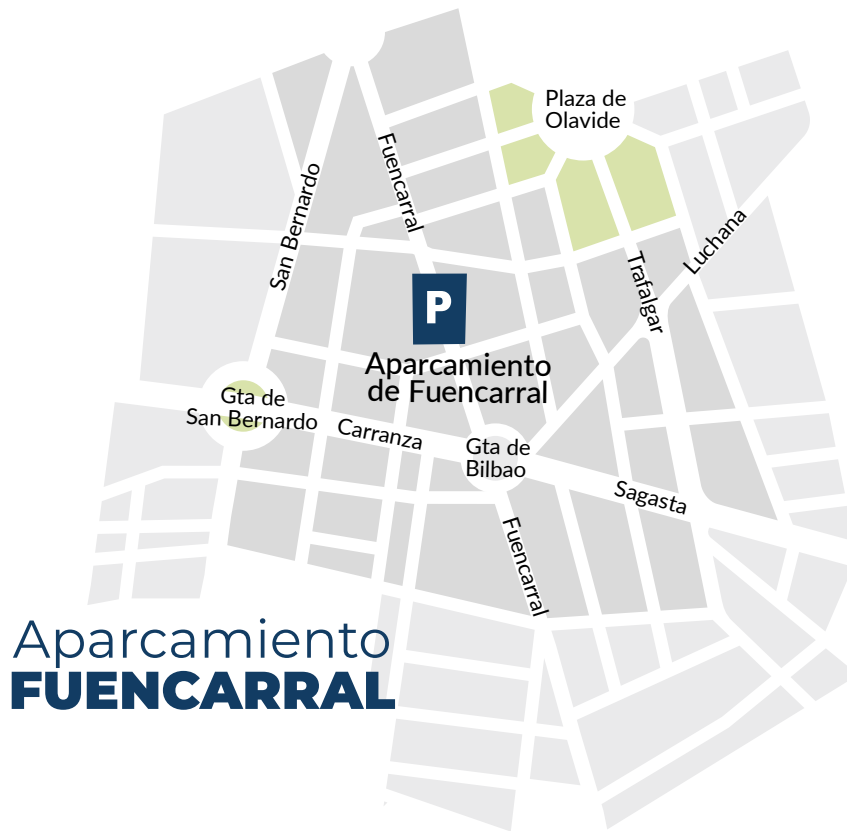 Plaza de
Olavide
Fuencarral
San Bernardo
Luchana
Trafalgar
P
Aparcamiento
de Fuencarral
Gta de
San Bernardo
Carranza
Gta de
Bilbao
Sagasta
Fuencarral
Aparcamiento
FUENCARRAL